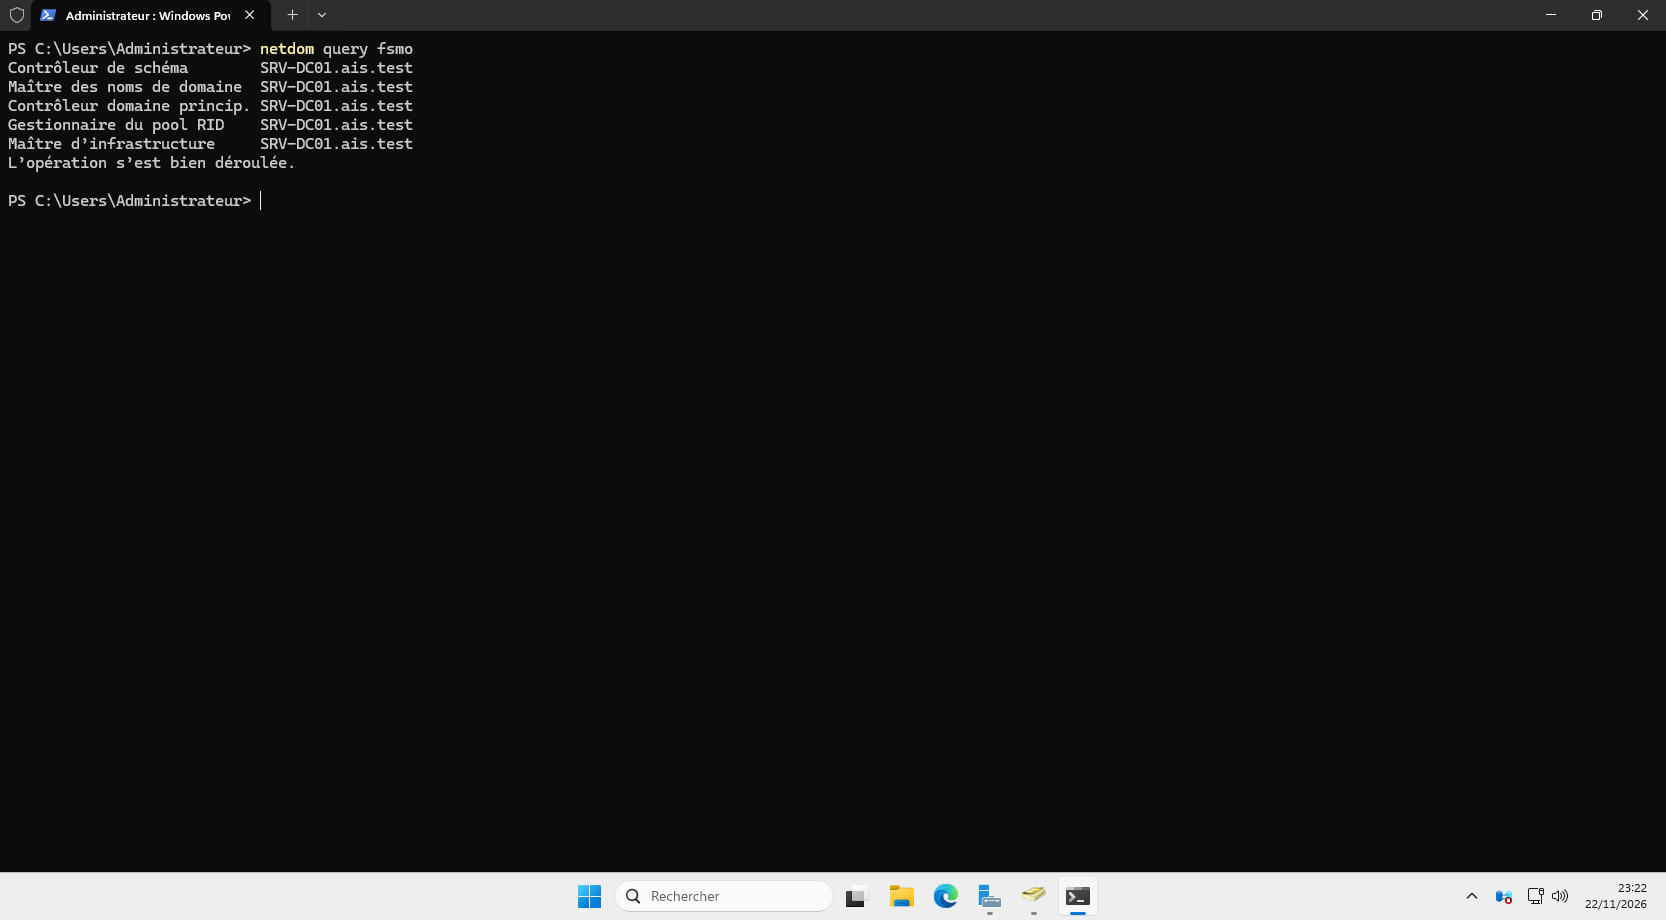 Administrateur : Windows Pov
PS C:\Users\Administrateur> netdom query fsmo
Contrôleur de schéma        SRV-DC01.ais.test
Maître des noms de domaine  SRV-DC01.ais.test
Contrôleur domaine princip. SRV-DC01.ais.test
Gestionnaire du pool RID    SRV-DC01.ais.test
Maître d’infrastructure     SRV-DC01.ais.test
L’opération s’est bien déroulée.
PS C:\Users\Administrateur>
Rechercher
23:22
22/11/2026